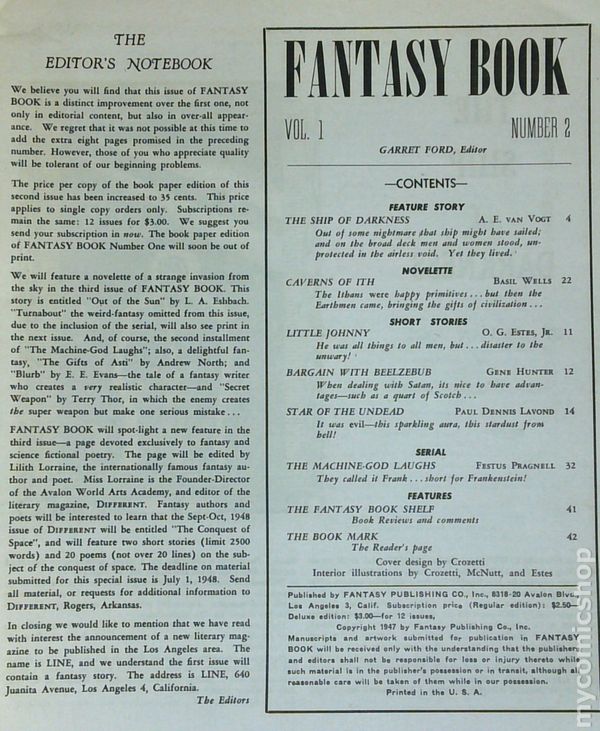 THE
EDITOR'S NOTEBOOK
We believe you will find that this issue of FANTASY
BOOK is a distinct improvement over the first one, not
only in editorial content, but also in over-all appear-
ance. We regret that it was not possible at this time to
add the extra eight pages promised in the preceding
number. However, those of you who appreciate quality
will be tolerant of our beginning problems.
The price per copy of the book paper edition of this
second issue has been increased to 35 cents. This price
applies to single copy orders only. Subscriptions re-
main the same: 12 issues for $3.00. We suggest you
send your subscription in now. The book paper edition
of FANTASY BOOK Number One will soon be out of
print.
We will feature a novelette of a strange invasion from
the sky in the third issue of FANTASY BOOK. This
story is entitled "Out of the Sun" by L. A. Eshbach.
"Turnabout" the weird-fantasy omitted from this issue,
due to the inclusion of the serial, will also see print in
the next issue. And, of course, the second installment
of "The Machine-God Laughs"; also, a delightful fan-
tasy, "The Gifts of Asti" by Andrew North; and
"Blurb" by E. E. Evans—the tale of a fantasy writer
who creates a very realistic character—and "Secret
Weapon" by Terry Thor, in which the enemy creates
the super weapon but make one serious mistake...
FANTASY BOOK will spot-light a new feature in the
third issue—a page devoted exclusively to fantasy and
science fictional poetry. The page will be edited by
Lilith Lorraine, the internationally famous fantasy au-
thor and poet. Miss Lorraine is the Founder-Director
of the Avalon World Arts Academy, and editor of the
literary magazine, DIFFERENT. Fantasy authors and
poets will be interested to learn that the Sept-Oct, 1948
issue of DIFFERENT will be entitled "The Conquest of
Space", and will feature two short stories (limit 2500
words) and 20 poems (not over 20 lines) on the sub-
ject of the conquest of space. The deadline on material
submitted for this special issue is July 1, 1948. Send
all material, or requests for additional information to
DIFFERENT, Rogers, Arkansas.
In closing we would like to mention that we have read
with interest the announcement of a new literary mag-
azine to be published in the Los Angeles area. The
name is LINE, and we understand the first issue will
contain a fantasy story. The address is LINE, 640
Juanita Avenue, Los Angeles 4, California.
The Editors
FANTASY BOOK
VOL. 1 NUMBER 2
GARRET FORD, Editor
—CONTENTS—
FEATURE STORY
THE SHIP OF DARKNESS A. E. VAN VOGT 4
Out of some nightmare that ship might have sailed;
and on the broad deck men and women stood, un-
protected in the airless void. Yet they lived.
NOVELETTE
CAVERNS OF ITH BASIL WELLS 22
The Ithans were happy primitives...but then the
Earthmen came, bringing the gifts of civilization...
SHORT STORIES
LITTLE JOHNNY O. G. ESTES, JR. 11
He was all things to all men, but...disaster to the
unwary!
BARGAIN WITH BEELZEBUB GENE HUNTER 12
When dealing with Satan, its nice to have advan-
tages—such as a quart of Scotch...
STAR OF THE UNDEAD PAUL DENNIS LAVOND 14
It was evil—this sparkling aura, this stardust from
hell!
SERIAL
THE MACHINE-GOD LAUGHS FESTUS PRAGNELL 32
They called it Frank...short for Frankenstein!
FEATURES
THE FANTASY BOOK SHELF 41
Book Reviews and comments
THE BOOK MARK 42
The Reader's page
Cover design by Crozetti
Interior illustrations by Crozetti, McNutt, and Estes
Published by FANTASY PUBLISHING CO., Inc., 8318-20 Avalon Blvd.
Los Angeles 3, Calif. Subscription price (Regular edition): $2.50—
Deluxe edition: $3.00—for 12 issues,
Copyright 1947 by Fantasy Publishing Co., Inc.
Manuscripts and artwork submitted for publication in FANTASY
BOOK will be received only with the understanding that the publishers
and editors shall not be responsible for loss or injury thereto while
such material is in the publisher's possession or in transit, although all
reasonable care will be taken of them while in our possession.
Printed in the U. S. A.
mycomicshop